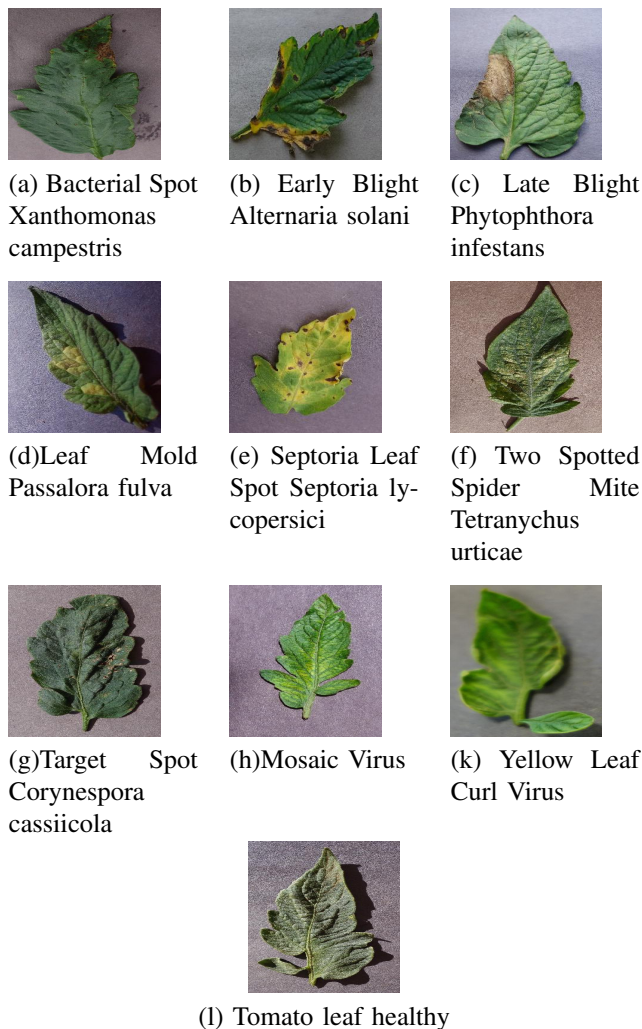 (a) Bacterial Spot
Xanthomonas
campestris
(b) Early Blight
Alternaria solani
(c) Late Blight
Phytophthora
infestans
(d)Leaf Mold
Passalora fulva
(e) Septoria Leaf
Spot Septoria ly-
copersici
(f) Two Spotted
Spider Mite
Tetranychus
urticae
(g)Target Spot
Corynespora
cassiicola
(h)Mosaic Virus
(k) Yellow Leaf
Curl Virus
(l) Tomato leaf healthy